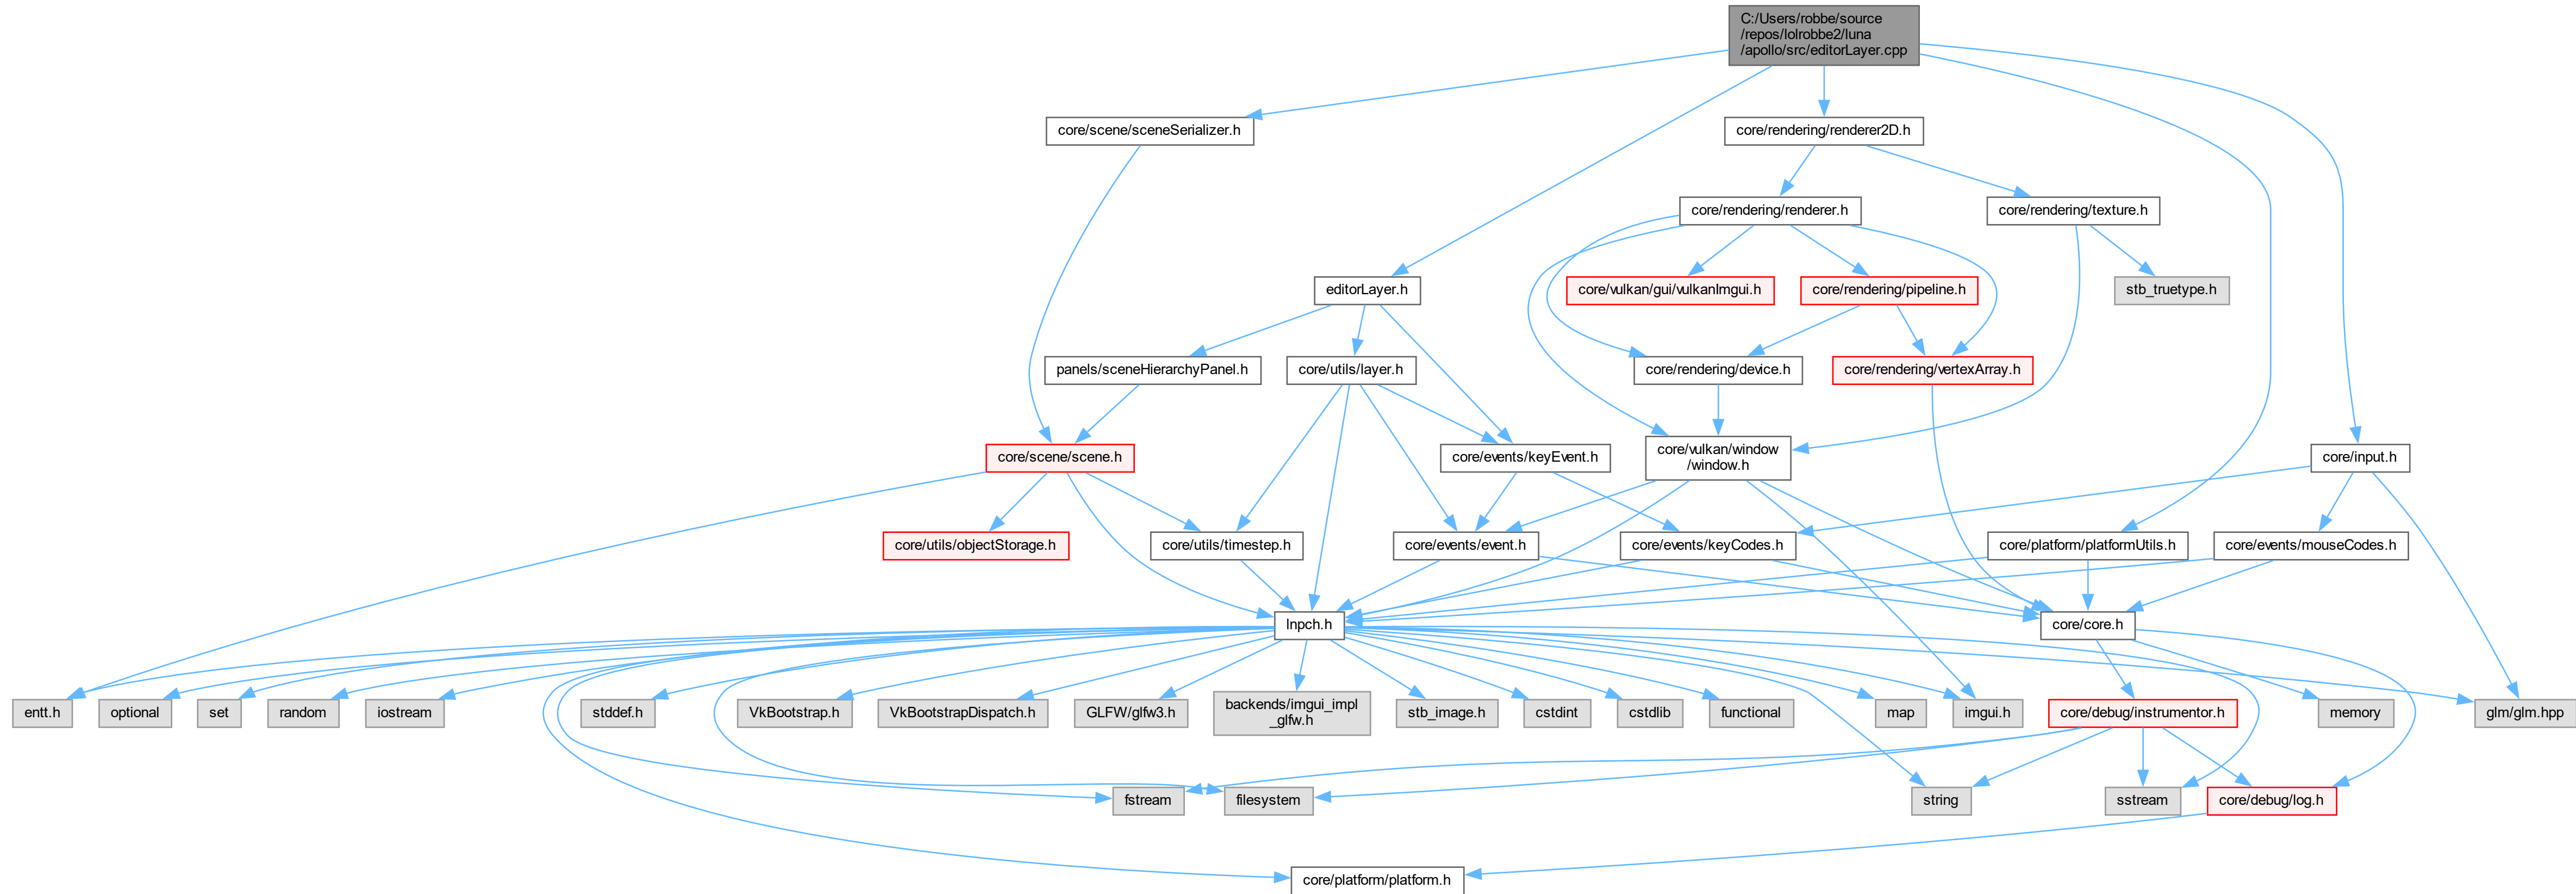 C:/Users/robbe/source
/repos/lolrobbe2/luna
/apollo/src/editorLayer.cpp
core/scene/sceneSerializer.h
core/rendering/renderer2D.h
core/rendering/renderer.h
core/rendering/texture.h
editorLayer.h
core/vulkan/gui/vulkanImgui.h
core/rendering/pipeline.h
stb_truetype.h
panels/sceneHierarchyPanel.h
core/utils/layer.h
core/rendering/device.h
core/rendering/vertexArray.h
core/scene/scene.h
core/events/keyEvent.h
core/vulkan/window
/window.h
core/input.h
core/utils/objectStorage.h
core/utils/timestep.h
core/events/event.h
core/events/keyCodes.h
core/platform/platformUtils.h
core/events/mouseCodes.h
lnpch.h
core/core.h
entt.h
optional
set
random
iostream
stddef.h
VkBootstrap.h
VkBootstrapDispatch.h
GLFW/glfw3.h
backends/imgui_impl
_glfw.h
stb_image.h
cstdint
cstdlib
functional
map
imgui.h
core/debug/instrumentor.h
memory
glm/glm.hpp
fstream
filesystem
string
sstream
core/debug/log.h
core/platform/platform.h